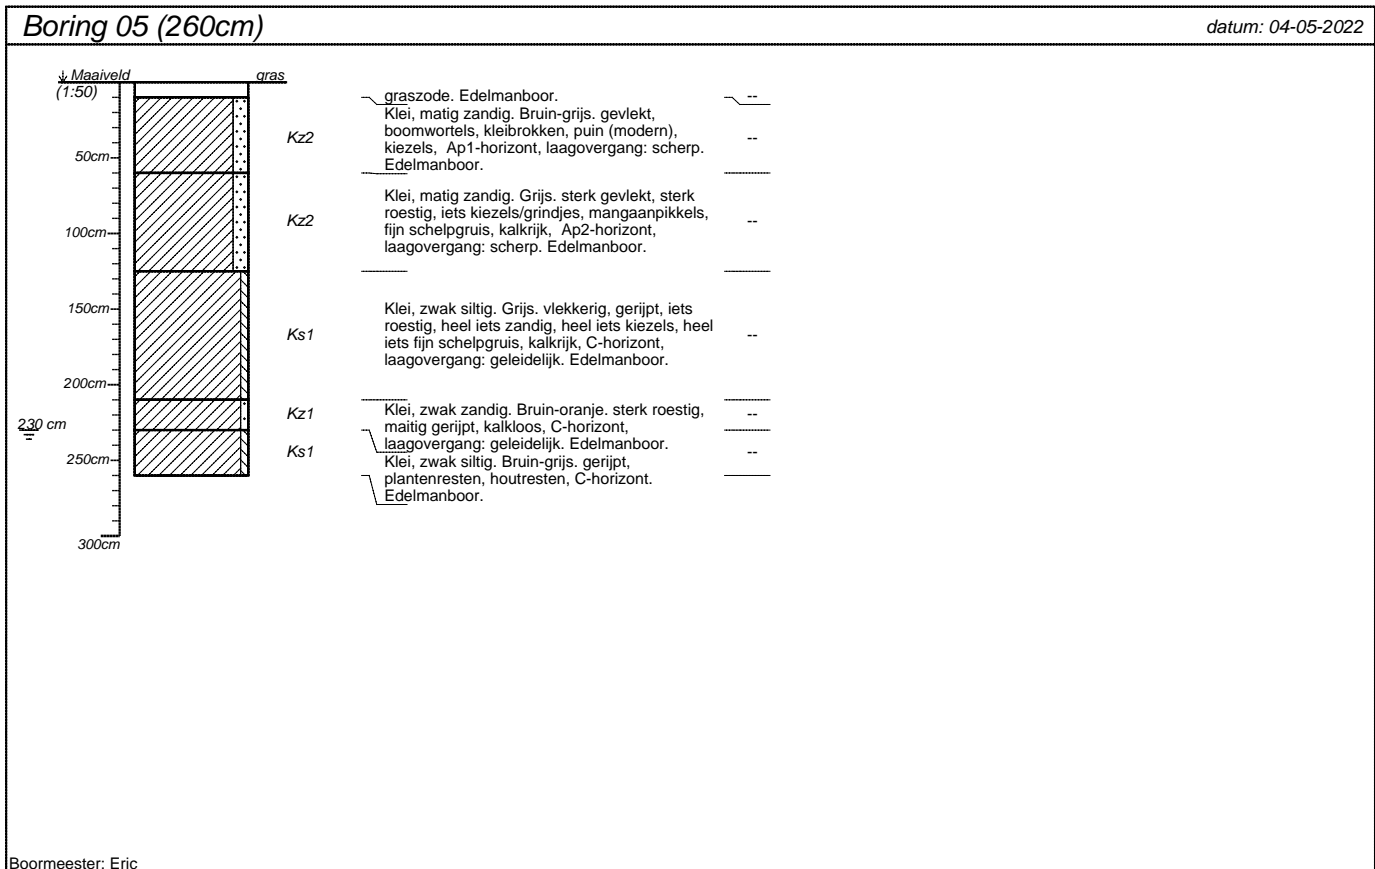 Boring 05 (260cm)
datum: 04-05-2022
Maaiveld
gras
(1:50)
graszode. Edelmanboor.
--
Kz2
Klei, matig zandig. Bruin-grijs. gevlekt,
boomwortels, kleibrokken, puin (modern),
kiezels, Ap1-horizont, laagovergang: scherp.
Edelmanboor.
--
50cm
Kz2
Klei, matig zandig. Grijs. sterk gevlekt, sterk
roestig, iets kiezels/grindjes, mangaanpikkels,
fijn schelpgruis, kalkrijk, Ap2-horizont,
laagovergang: scherp. Edelmanboor.
--
100cm
150cm
Ks1
Klei, zwak siltig. Grijs. vlekkerig, gerijpt, iets
roestig, heel iets zandig, heel iets kiezels, heel
iets fijn schelpgruis, kalkrijk, C-horizont,
laagovergang: geleidelijk. Edelmanboor.
--
200cm
Kz1
Klei, zwak zandig. Bruin-oranje. sterk roestig,
maitig gerijpt, kalkloos, C-horizont,
laagovergang: geleidelijk. Edelmanboor.
--
230 cm
Ks1
Klei, zwak siltig. Bruin-grijs. gerijpt,
plantenresten, houtresten, C-horizont.
Edelmanboor.
--
250cm
300cm
Boormeester: Eric